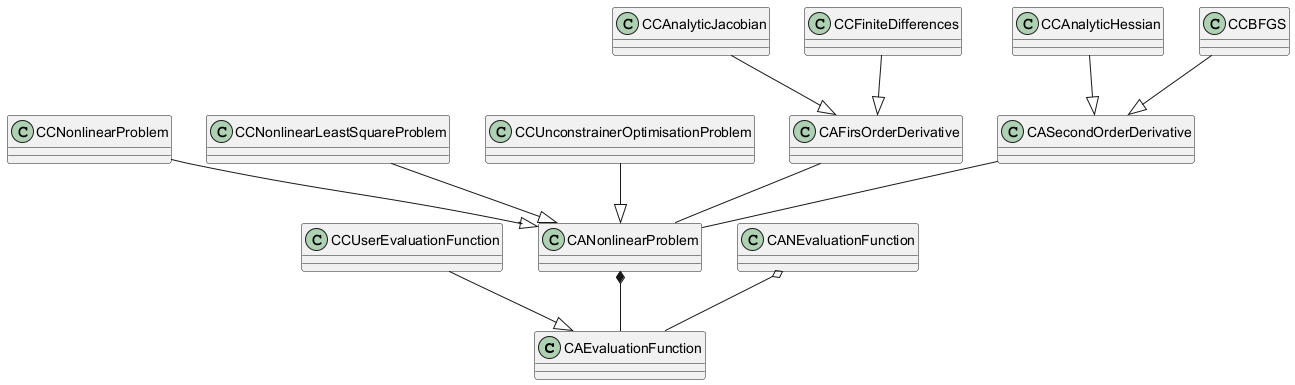 C CCAnalyticJacobian
C CCFiniteDifferences
C CCAnalyticHessian
C CCBFGS
C CCNonlinearProblem
C CCNonlinearLeastSquareProblem
C CCUnconstrainerOptimisationProblem
C CAFirsOrderDerivative
C CASecondOrderDerivative
C CCUserEvaluationFunction
C CANonlinearProblem
C CANEvaluationFunction
C CAEvaluationFunction